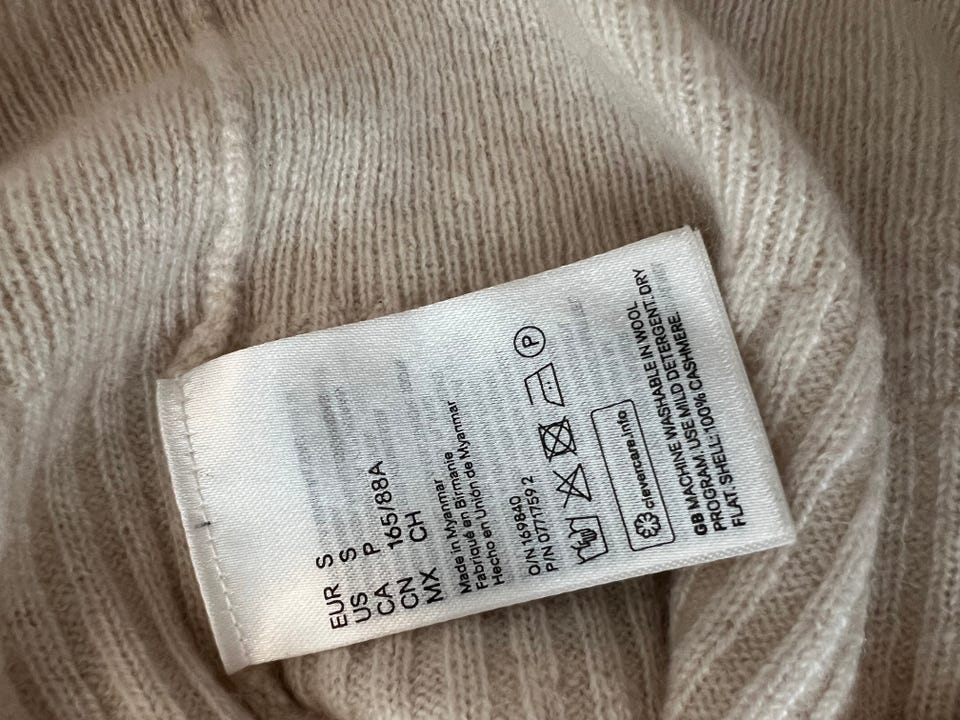 EUR S
US S
CA P
CN 165/88A
MX CH
Made in Myanmar
Fabriqué en Birmanie
Hecho en Unión de Myanmar
O/N 169840
P/N 0771759 2
P
clevercare.info
GB MACHINE WASHABLE IN WOOL
PROGRAM. USE MILD DETERGENT. DRY
FLAT. SHELL: 100% CASHMERE.